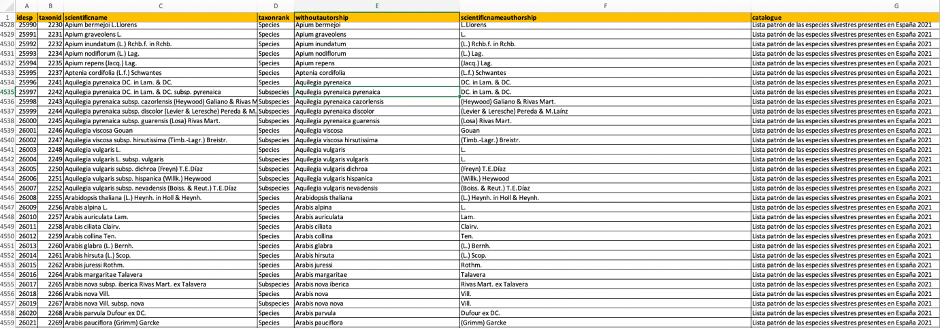 A B C D E F G
1 idesp taxonid scientificname taxonrank withoutautorship scientificnameauthorship catalogue
4528 25990 2230 Apium bermejoi L.Llorens Species Apium bermejoi L.Llorens Lista patrón de las especies silvestres presentes en España 2021
4529 25991 2231 Apium graveolens L. Species Apium graveolens L. Lista patrón de las especies silvestres presentes en España 2021
4530 25992 2232 Apium inundatum (L.) Rchb.f. in Rchb. Species Apium inundatum (L.) Rchb.f. in Rchb. Lista patrón de las especies silvestres presentes en España 2021
4531 25993 2234 Apium nodiflorum (L.) Lag. Species Apium nodiflorum (L.) Lag. Lista patrón de las especies silvestres presentes en España 2021
4532 25994 2235 Apium repens (Jacq.) Lag. Species Apium repens (Jacq.) Lag. Lista patrón de las especies silvestres presentes en España 2021
4533 25995 2237 Aptenia cordifolia (L.f.) Schwantes Species Aptenia cordifolia (L.f.) Schwantes Lista patrón de las especies silvestres presentes en España 2021
4534 25996 2241 Aquilegia pyrenaica DC. in Lam. & DC. Species Aquilegia pyrenaica DC. in Lam. & DC. Lista patrón de las especies silvestres presentes en España 2021
4535 25997 2242 Aquilegia pyrenaica DC. in Lam. & DC. subsp. pyrenaica Subspecies Aquilegia pyrenaica pyrenaica DC. in Lam. & DC. Lista patrón de las especies silvestres presentes en España 2021
4536 25998 2243 Aquilegia pyrenaica subsp. cazorlensis (Heywood) Galiano & Rivas M Subspecies Aquilegia pyrenaica cazorlensis (Heywood) Galiano & Rivas Mart. Lista patrón de las especies silvestres presentes en España 2021
4537 25999 2244 Aquilegia pyrenaica subsp. discolor (Levier & Leresche) Pereda & M. Subspecies Aquilegia pyrenaica discolor (Levier & Leresche) Pereda & M.Laínz Lista patrón de las especies silvestres presentes en España 2021
4538 26000 2245 Aquilegia pyrenaica subsp. guarensis (Losa) Rivas Mart. Subspecies Aquilegia pyrenaica guarensis (Losa) Rivas Mart. Lista patrón de las especies silvestres presentes en España 2021
4539 26001 2246 Aquilegia viscosa Gouan Species Aquilegia viscosa Gouan Lista patrón de las especies silvestres presentes en España 2021
4540 26002 2247 Aquilegia viscosa subsp. hirsutissima (Timb.-Lagr.) Breistr. Subspecies Aquilegia viscosa hirsutissima (Timb.-Lagr.) Breistr. Lista patrón de las especies silvestres presentes en España 2021
4541 26003 2248 Aquilegia vulgaris L. Species Aquilegia vulgaris L. Lista patrón de las especies silvestres presentes en España 2021
4542 26004 2249 Aquilegia vulgaris L. subsp. vulgaris Subspecies Aquilegia vulgaris vulgaris L. Lista patrón de las especies silvestres presentes en España 2021
4543 26005 2250 Aquilegia vulgaris subsp. dichroa (Freyn) T.E.Díaz Subspecies Aquilegia vulgaris dichroa (Freyn) T.E.Díaz Lista patrón de las especies silvestres presentes en España 2021
4544 26006 2251 Aquilegia vulgaris subsp. hispanica (Willk.) Heywood Subspecies Aquilegia vulgaris hispanica (Willk.) Heywood Lista patrón de las especies silvestres presentes en España 2021
4545 26007 2252 Aquilegia vulgaris subsp. nevadensis (Boiss. & Reut.) T.E.Díaz Subspecies Aquilegia vulgaris nevadensis (Boiss. & Reut.) T.E.Díaz Lista patrón de las especies silvestres presentes en España 2021
4546 26008 2255 Arabidopsis thaliana (L.) Heynh. in Holl & Heynh. Species Arabidopsis thaliana (L.) Heynh. in Holl & Heynh. Lista patrón de las especies silvestres presentes en España 2021
4547 26009 2256 Arabis alpina L. Species Arabis alpina L. Lista patrón de las especies silvestres presentes en España 2021
4548 26010 2257 Arabis auriculata Lam. Species Arabis auriculata Lam. Lista patrón de las especies silvestres presentes en España 2021
4549 26011 2258 Arabis ciliata Clairv. Species Arabis ciliata Clairv. Lista patrón de las especies silvestres presentes en España 2021
4550 26012 2259 Arabis collina Ten. Species Arabis collina Ten. Lista patrón de las especies silvestres presentes en España 2021
4551 26013 2260 Arabis glabra (L.) Bernh. Species Arabis glabra (L.) Bernh. Lista patrón de las especies silvestres presentes en España 2021
4552 26014 2261 Arabis hirsuta (L.) Scop. Species Arabis hirsuta (L.) Scop. Lista patrón de las especies silvestres presentes en España 2021
4553 26015 2262 Arabis juressi Rothm. Species Arabis juressi Rothm. Lista patrón de las especies silvestres presentes en España 2021
4554 26016 2264 Arabis margaritae Talavera Species Arabis margaritae Talavera Lista patrón de las especies silvestres presentes en España 2021
4555 26017 2265 Arabis nova subsp. iberica Rivas Mart. ex Talavera Subspecies Arabis nova iberica Rivas Mart. ex Talavera Lista patrón de las especies silvestres presentes en España 2021
4556 26018 2266 Arabis nova Vill. Species Arabis nova Vill. Lista patrón de las especies silvestres presentes en España 2021
4557 26019 2267 Arabis nova Vill. subsp. nova Subspecies Arabis nova nova Vill. Lista patrón de las especies silvestres presentes en España 2021
4558 26020 2268 Arabis parvula Dufour ex DC. Species Arabis parvula Dufour ex DC. Lista patrón de las especies silvestres presentes en España 2021
4559 26021 2269 Arabis pauciflora (Grimm) Garcke Species Arabis pauciflora (Grimm) Garcke Lista patrón de las especies silvestres presentes en España 2021